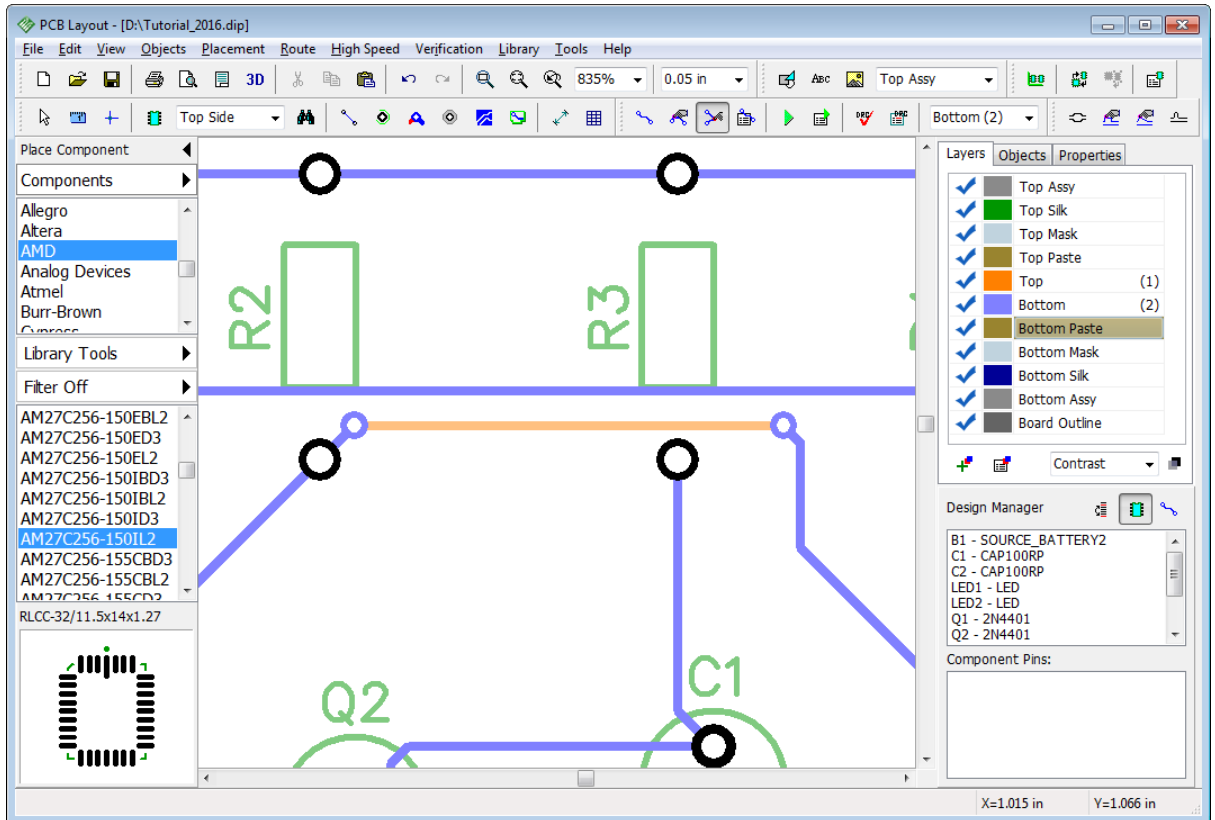 PCB Layout - [D:\Tutorial_2016.dip]
File Edit View Objects Placement Route High Speed Verification Library Tools Help
3D 835% 0.05 in ABC Top Assy
Top Side DRC DRC Bottom (2)
Place Component
Components
Allegro
Altera
AMD
Analog Devices
Atmel
Burr-Brown
Cypress
Library Tools
Filter Off
AM27C256-150EBL2
AM27C256-150ED3
AM27C256-150EL2
AM27C256-150IBD3
AM27C256-150IBL2
AM27C256-150ID3
AM27C256-150IL2
AM27C256-155CBD3
AM27C256-155CBL2
AM27C256-155CD3
RLCC-32/11.5x14x1.27
R2
R3
Q2
C1
Layers Objects Properties
Top Assy
Top Silk
Top Mask
Top Paste
Top (1)
Bottom (2)
Bottom Paste
Bottom Mask
Bottom Silk
Bottom Assy
Board Outline
Contrast
Design Manager
B1 - SOURCE_BATTERY2
C1 - CAP100RP
C2 - CAP100RP
LED1 - LED
LED2 - LED
Q1 - 2N4401
Q2 - 2N4401
Component Pins:
X=1.015 in Y=1.066 in